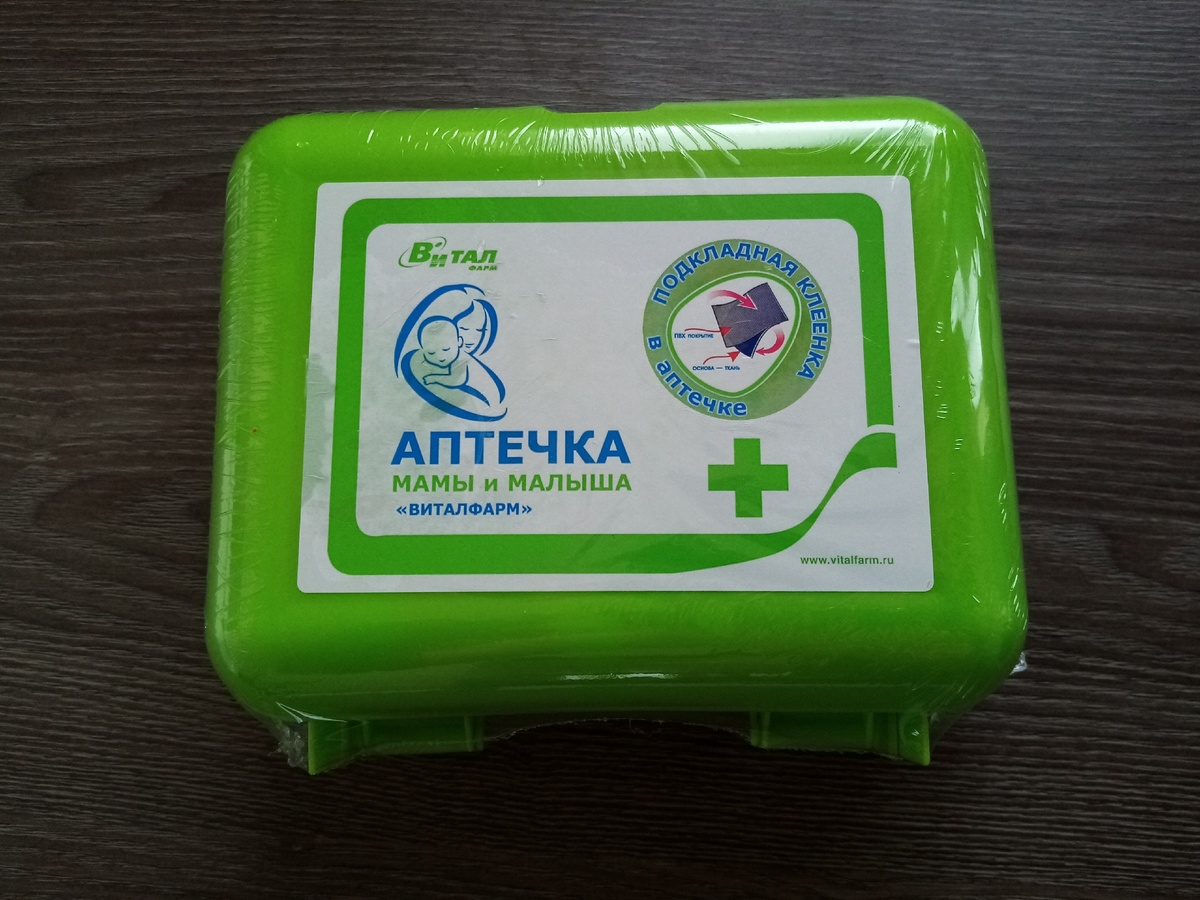 Витал
ФАРМ
ПОДКЛАДНАЯ КЛЕЕНКА
в аптечке
ПВХ ПОКРЫТИЕ
ОСНОВА — ТКАНЬ
АПТЕЧКА
МАМЫ и МАЛЫША
«ВИТАЛФАРМ»
www.vitalfarm.ru